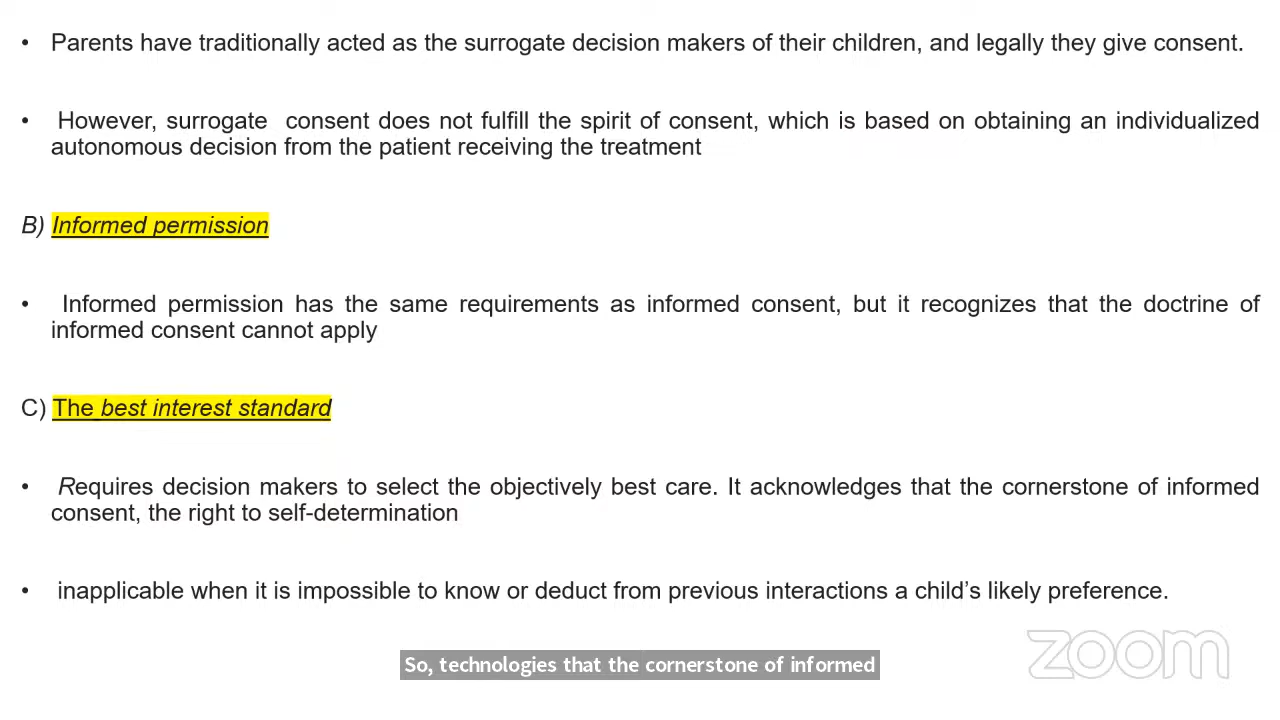 • Parents have traditionally acted as the surrogate decision makers of their children, and legally they give consent.
• However, surrogate consent does not fulfill the spirit of consent, which is based on obtaining an individualized
autonomous decision from the patient receiving the treatment
B) Informed permission
• Informed permission has the same requirements as informed consent, but it recognizes that the doctrine of
informed consent cannot apply
C) The best interest standard
• Requires decision makers to select the objectively best care. It acknowledges that the cornerstone of informed
consent, the right to self-determination
• inapplicable when it is impossible to know or deduct from previous interactions a child’s likely preference.
zoom
So, technologies that the cornerstone of informed